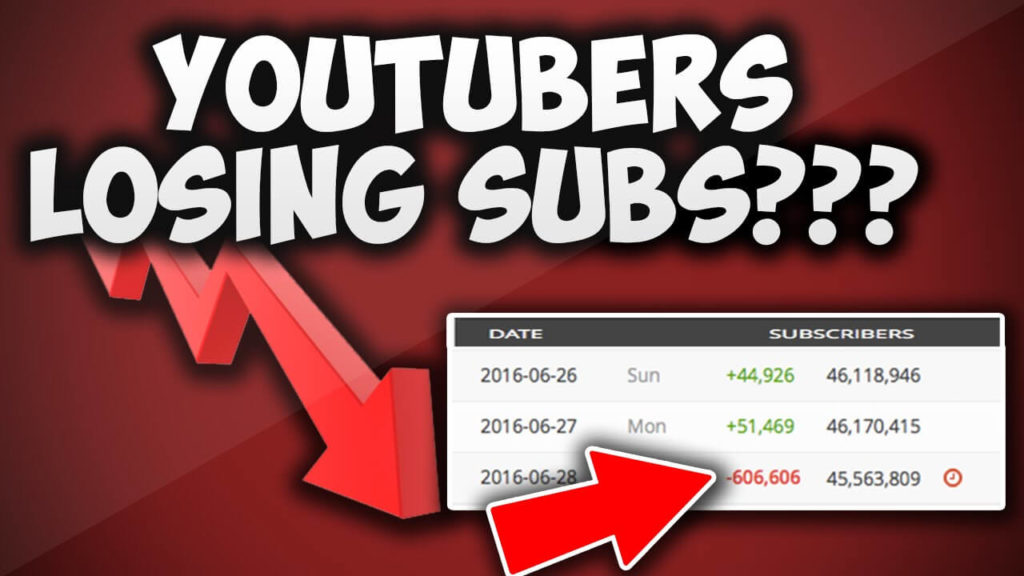 YOUTUBERS
LOSING SUBS???
DATE SUBSCRIBERS
2016-06-26 Sun +44,926 46,118,946
2016-06-27 Mon +51,469 46,170,415
2016-06-28 -606,606 45,563,809